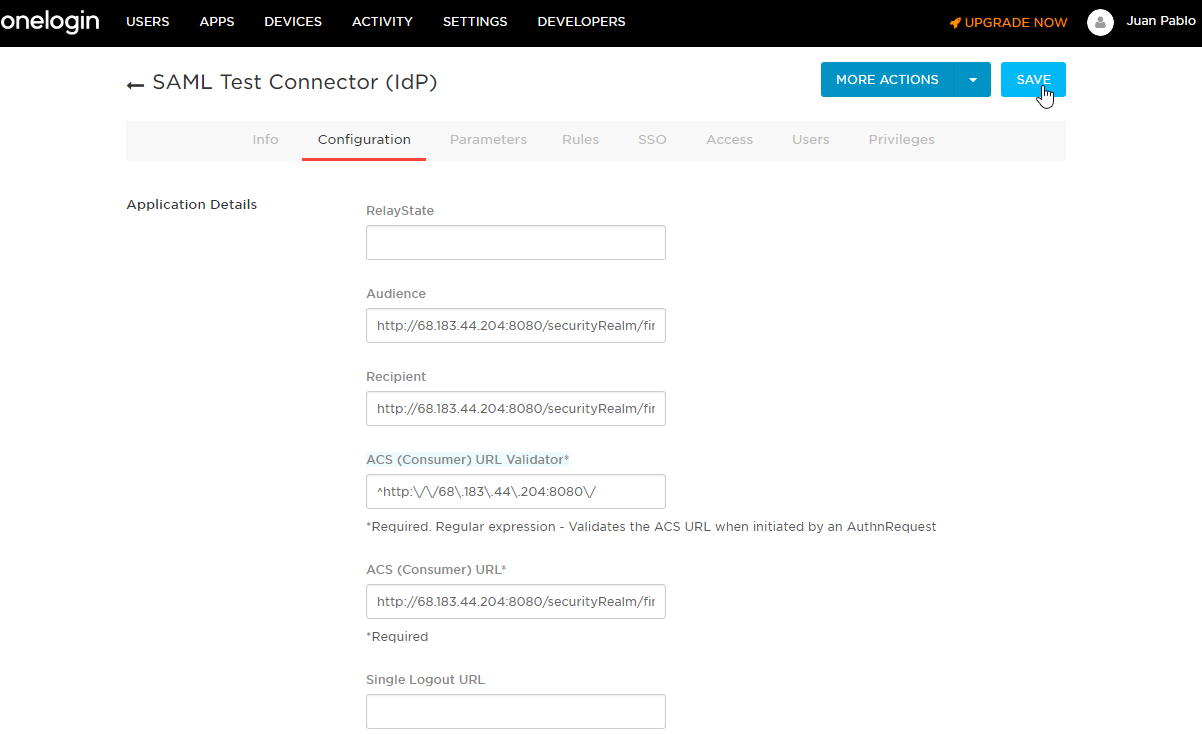 onelogin USERS APPS DEVICES ACTIVITY SETTINGS DEVELOPERS UPGRADE NOW Juan Pablo
← SAML Test Connector (IdP) MORE ACTIONS SAVE
Info Configuration Parameters Rules SSO Access Users Privileges
Application Details
RelayState
Audience
http://68.183.44.204:8080/securityRealm/fir
Recipient
http://68.183.44.204:8080/securityRealm/fir
ACS (Consumer) URL Validator*
^http:\/\/68\.183\.44\.204:8080\/
*Required. Regular expression - Validates the ACS URL when initiated by an AuthnRequest
ACS (Consumer) URL*
http://68.183.44.204:8080/securityRealm/fir
*Required
Single Logout URL